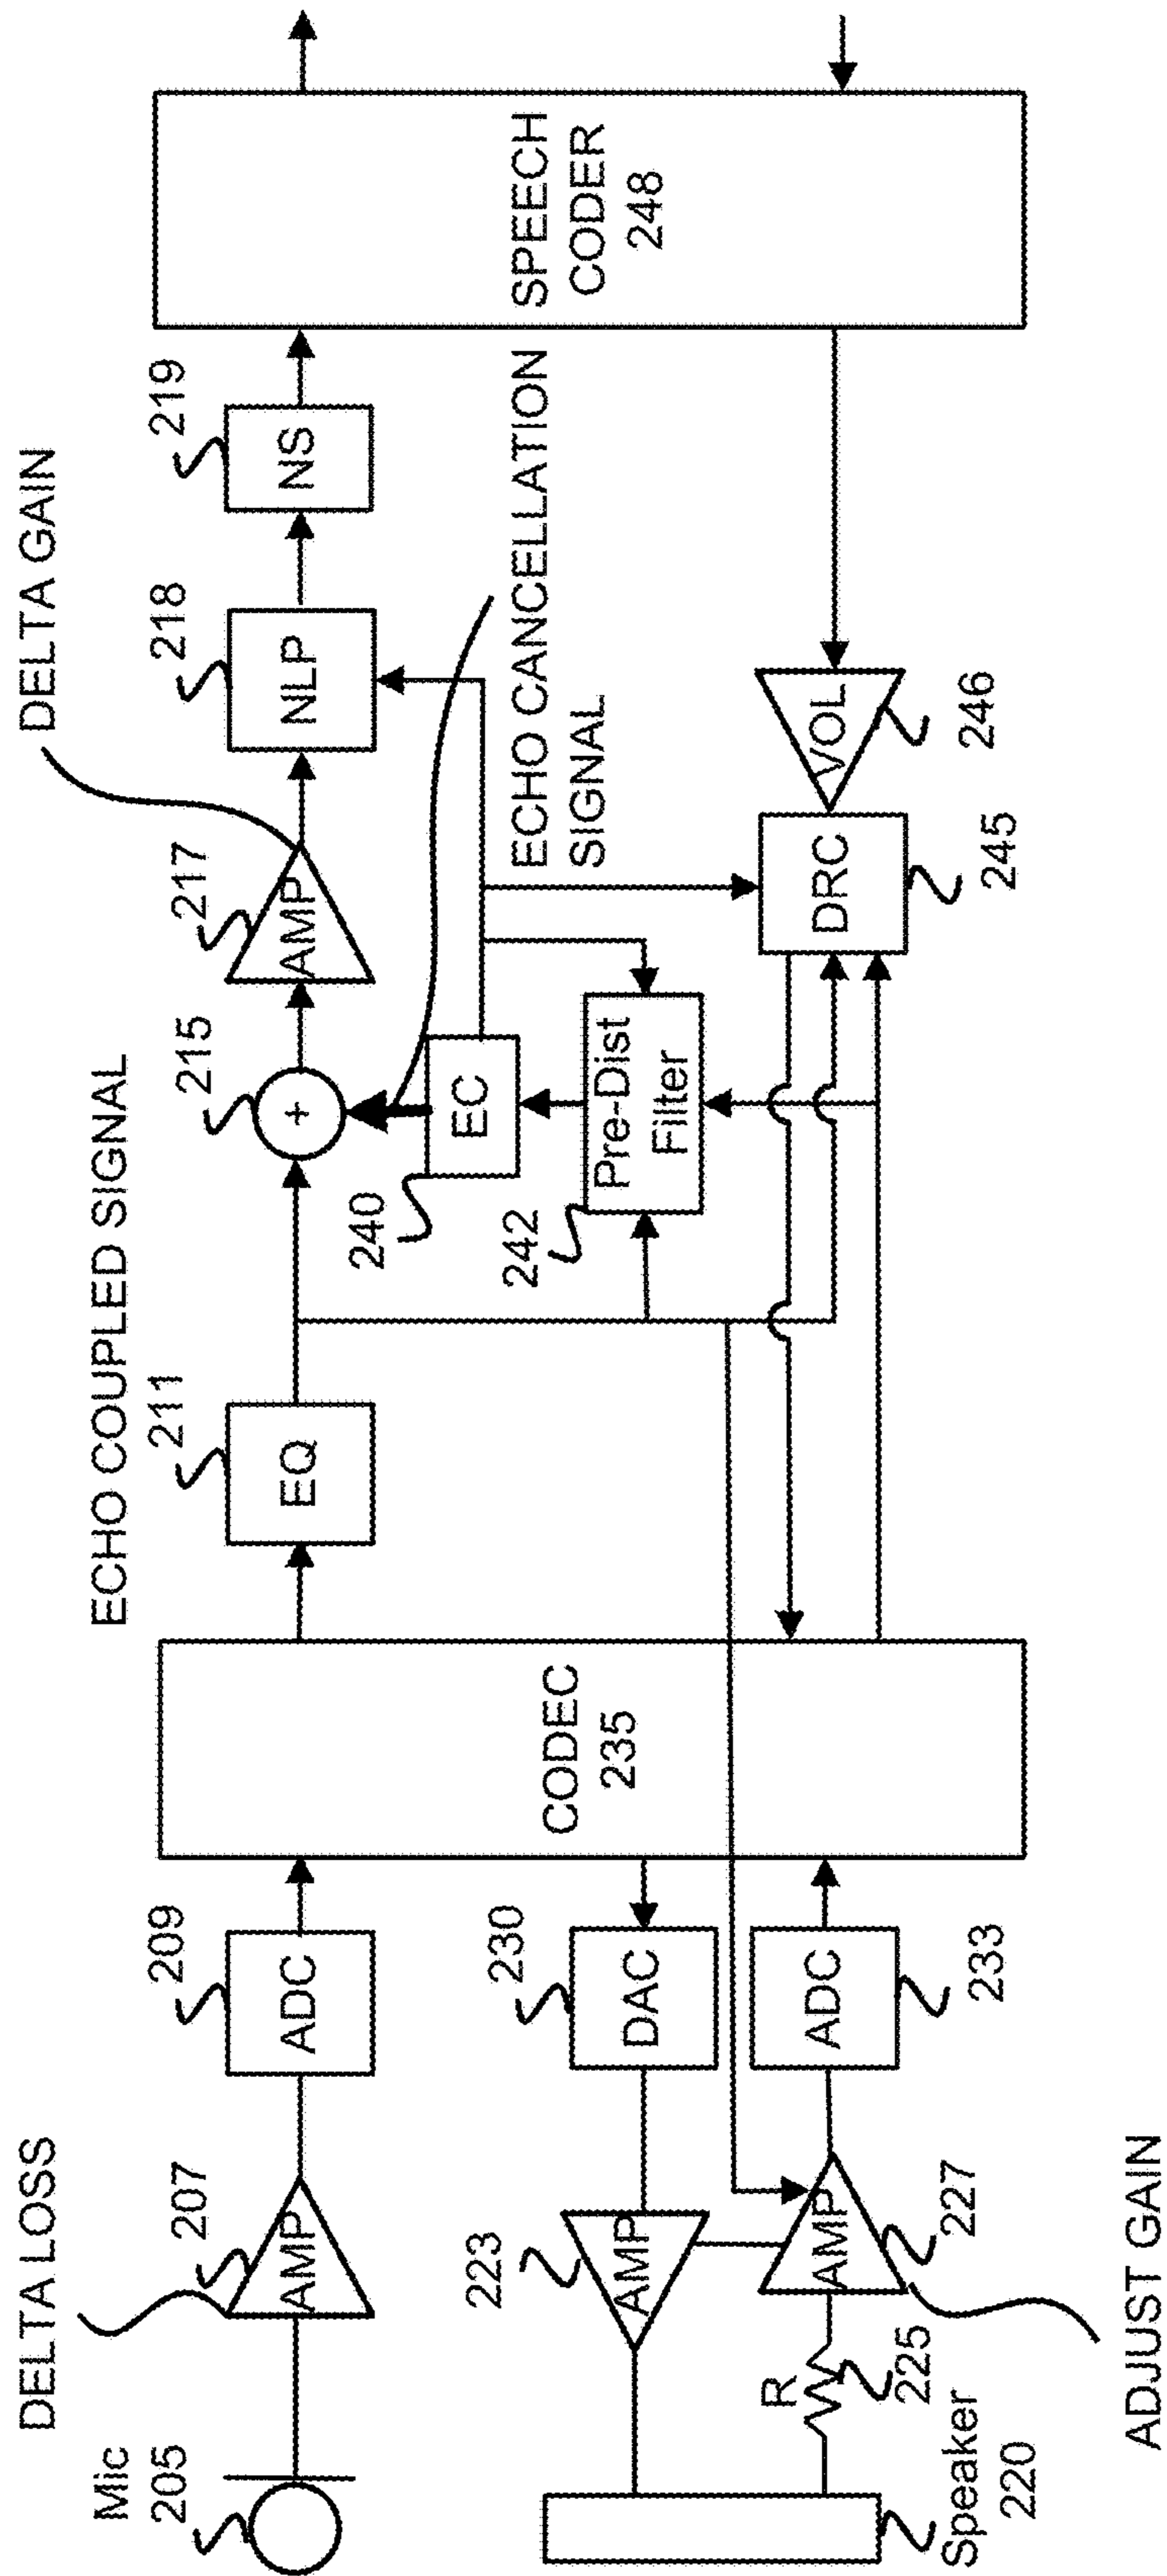 DELTA LOSS
DELTA GAIN
ECHO COUPLED SIGNAL
Mic
205
207
AMP
209
ADC
CODEC
235
211
EQ
215
+
217
AMP
218
NLP
219
NS
SPEECH
CODER
248
ECHO CANCELLATION
SIGNAL
240
EC
242
Pre-Dist
Filter
223
AMP
230
DAC
Speaker
220
R
225
AMP
227
ADJUST GAIN
ADC
233
DRC
245
VOL
246